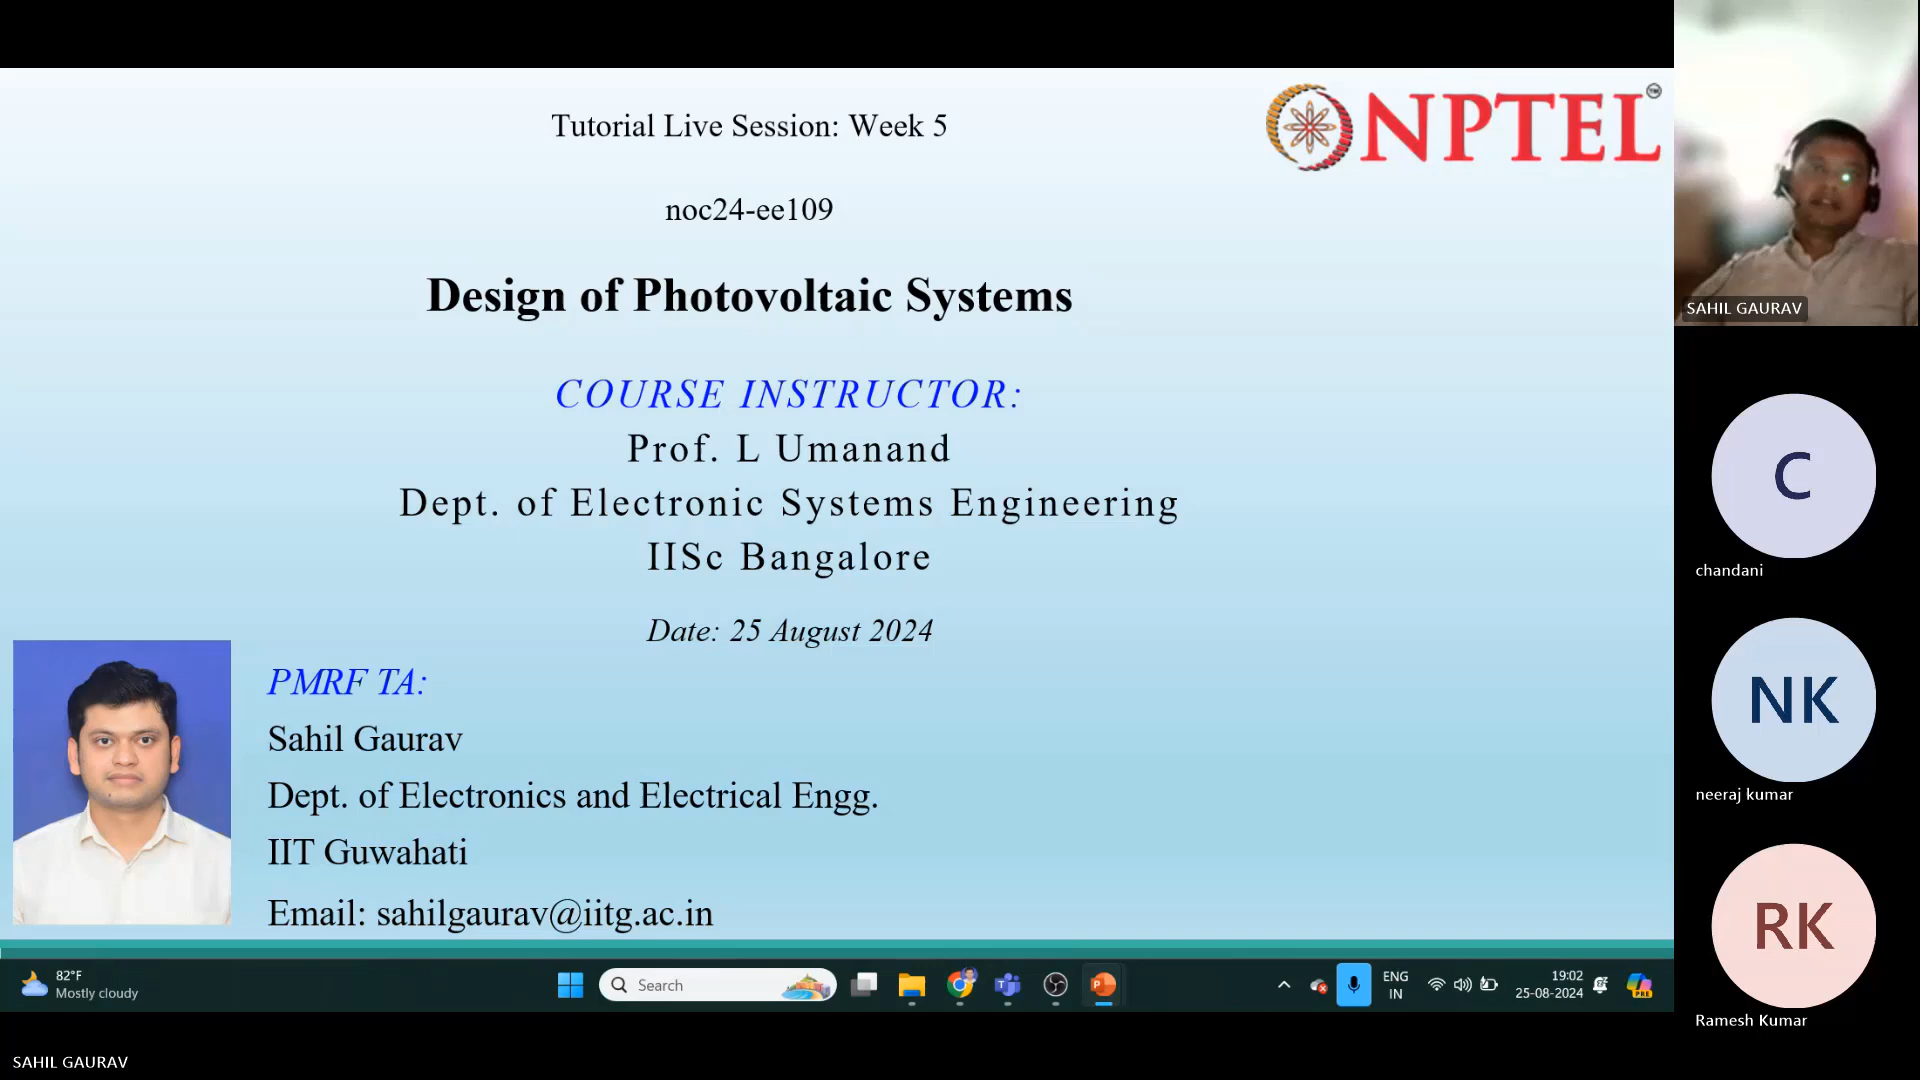 Tutorial Live Session: Week 5
NPTEL
TM
noc24-ee109
Design of Photovoltaic Systems
COURSE INSTRUCTOR:
Prof. L Umanand
Dept. of Electronic Systems Engineering
IISc Bangalore
Date: 25 August 2024
PMRF TA:
Sahil Gaurav
Dept. of Electronics and Electrical Engg.
IIT Guwahati
Email: sahilgaurav@iitg.ac.in
82°F
Mostly cloudy
Search
ENG
IN
19:02
25-08-2024
PRE
SAHIL GAURAV
SAHIL GAURAV
C
chandani
NK
neeraj kumar
RK
Ramesh Kumar